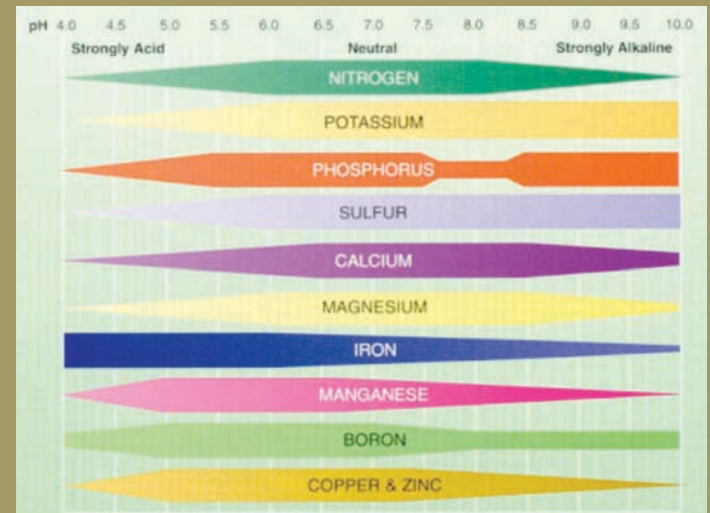 pH 4.0 4.5 5.0 5.5 6.0 6.5 7.0 7.5 8.0 8.5 9.0 9.5 10.0
Strongly Acid Neutral Strongly Alkaline
NITROGEN
POTASSIUM
PHOSPHORUS
SULFUR
CALCIUM
MAGNESIUM
IRON
MANGANESE
BORON
COPPER & ZINC